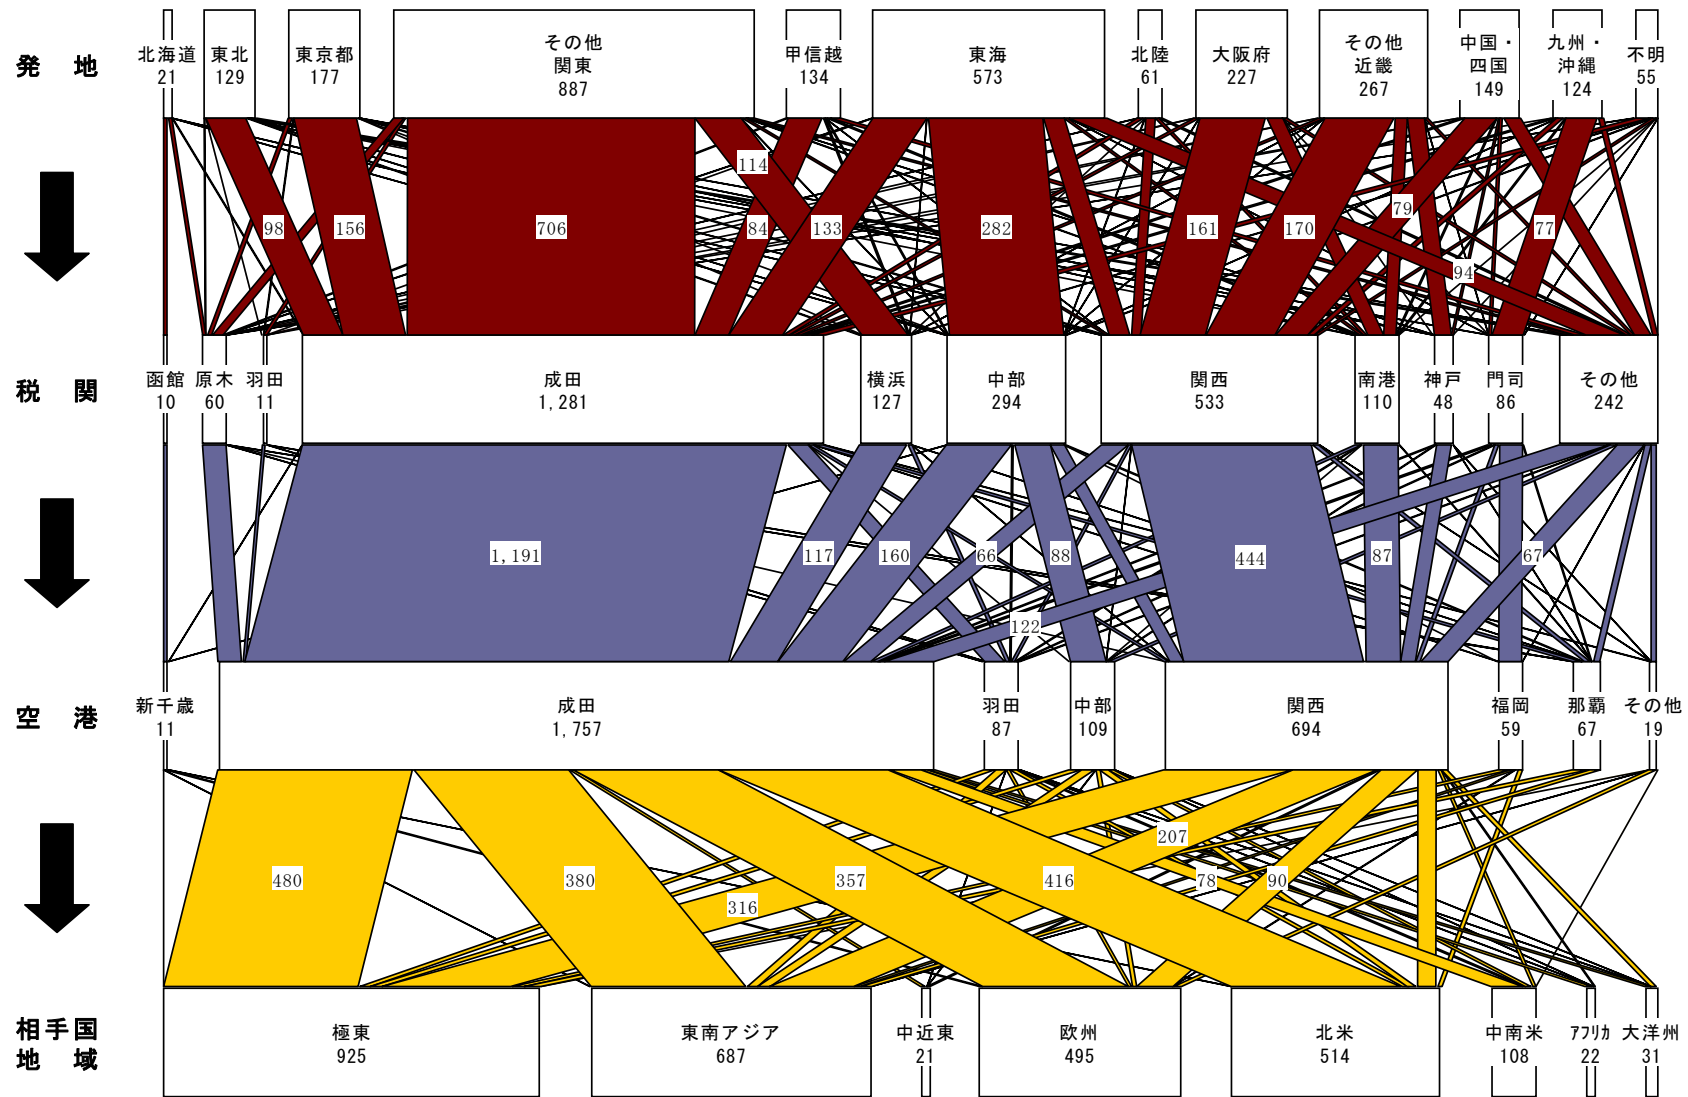 発地
北海道
21
東北
129
東京都
177
その他
関東
887
甲信越
134
東海
573
北陸
61
大阪府
227
その他
近畿
267
中国・
四国
149
九州・
沖縄
124
不明
55
114
98
156
706
84
133
282
161
170
79
77
94
税関
函館
10
原木
60
羽田
11
成田
1,281
横浜
127
中部
294
関西
533
南港
110
神戸
48
門司
86
その他
242
1,191
117
160
66
88
444
87
67
122
空港
新千歳
11
成田
1,757
羽田
87
中部
109
関西
694
福岡
59
那覇
67
その他
19
207
480
380
357
416
78
90
316
相手国
地域
極東
925
東南アジア
687
中近東
21
欧州
495
北米
514
中南米
108
ｱﾌﾘｶ
22
大洋州
31